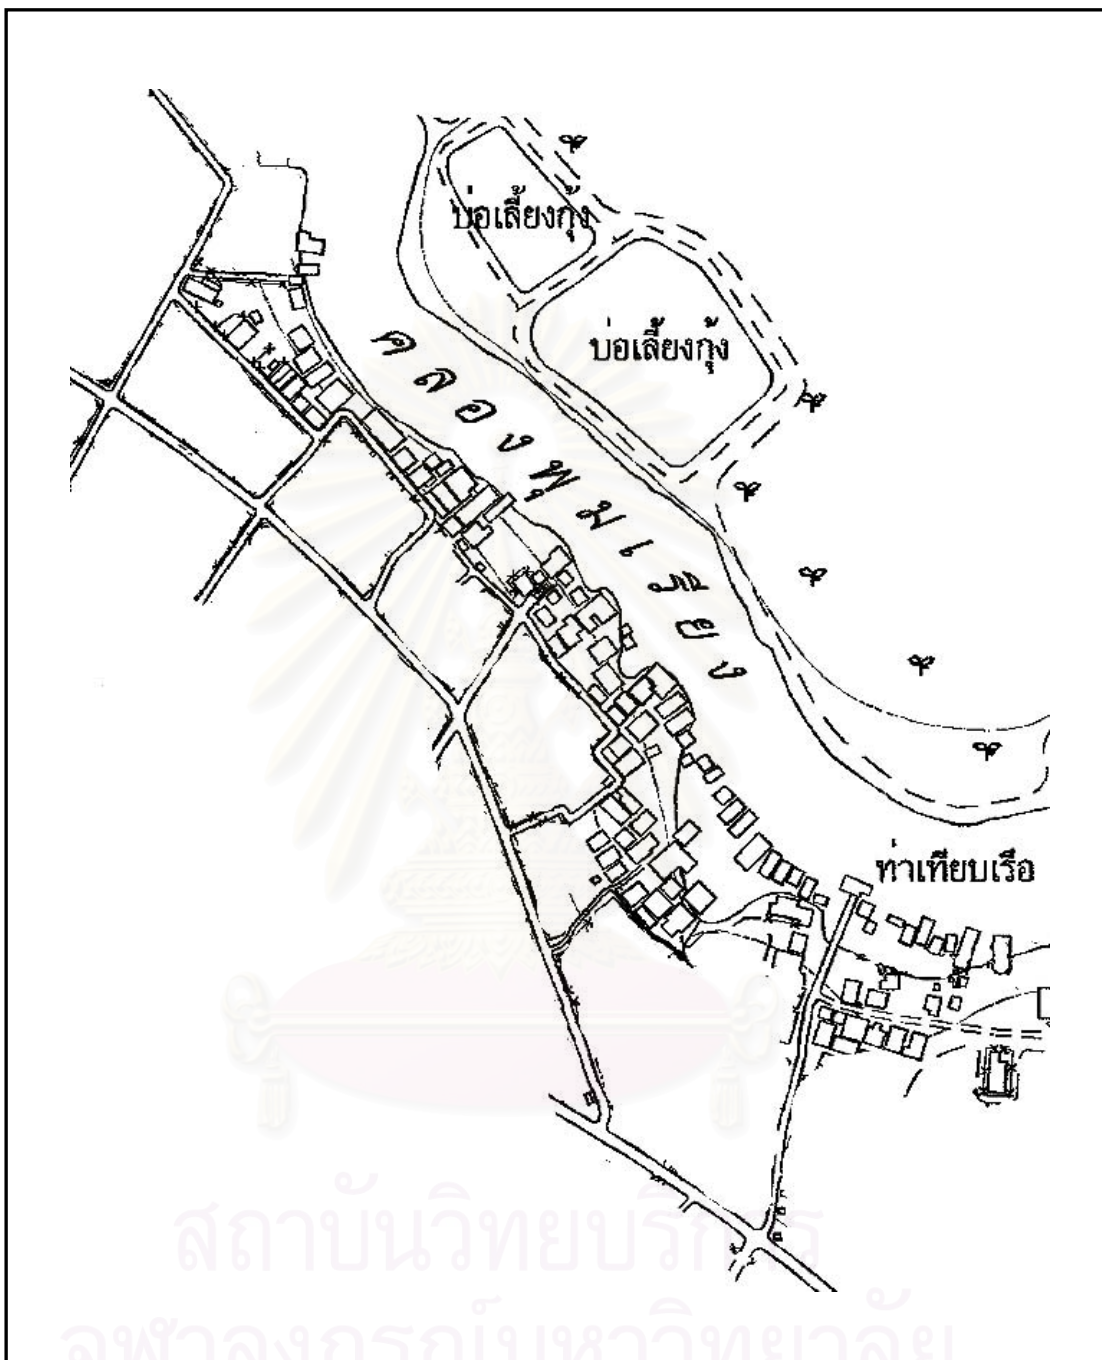 บ่อเลี้ยงกุ้ง
บ่อเลี้ยงกุ้ง
คลองพุมเรียง
ท่าเทียบเรือ
สถาบันวิทยบริการ
จุฬาลงกรณ์มหาวิทยาลัย